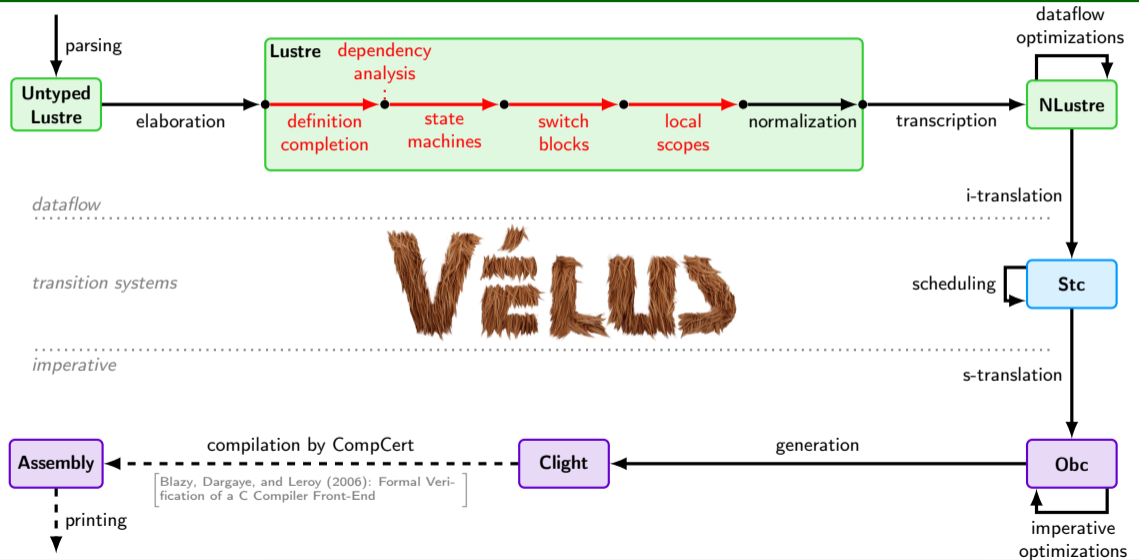 dataflow
optimizations
parsing
Lustre
dependency
analysis
Untyped
Lustre
NLustre
elaboration
definition
completion
state
machines
switch
blocks
local
scopes
normalization
transcription
i-translation
dataflow
VÉLUS
transition systems
scheduling
Stc
imperative
s-translation
compilation by CompCert
generation
Assembly
Clight
Obc
[Blazy, Dargaye, and Leroy (2006): Formal Veri-
fication of a C Compiler Front-End]
printing
imperative
optimizations